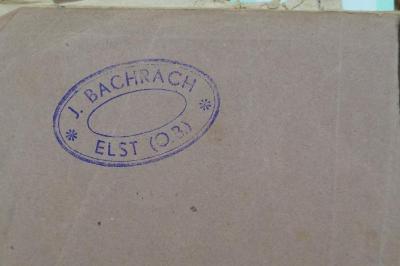 J. BACHRACH
ELST (O.B.)